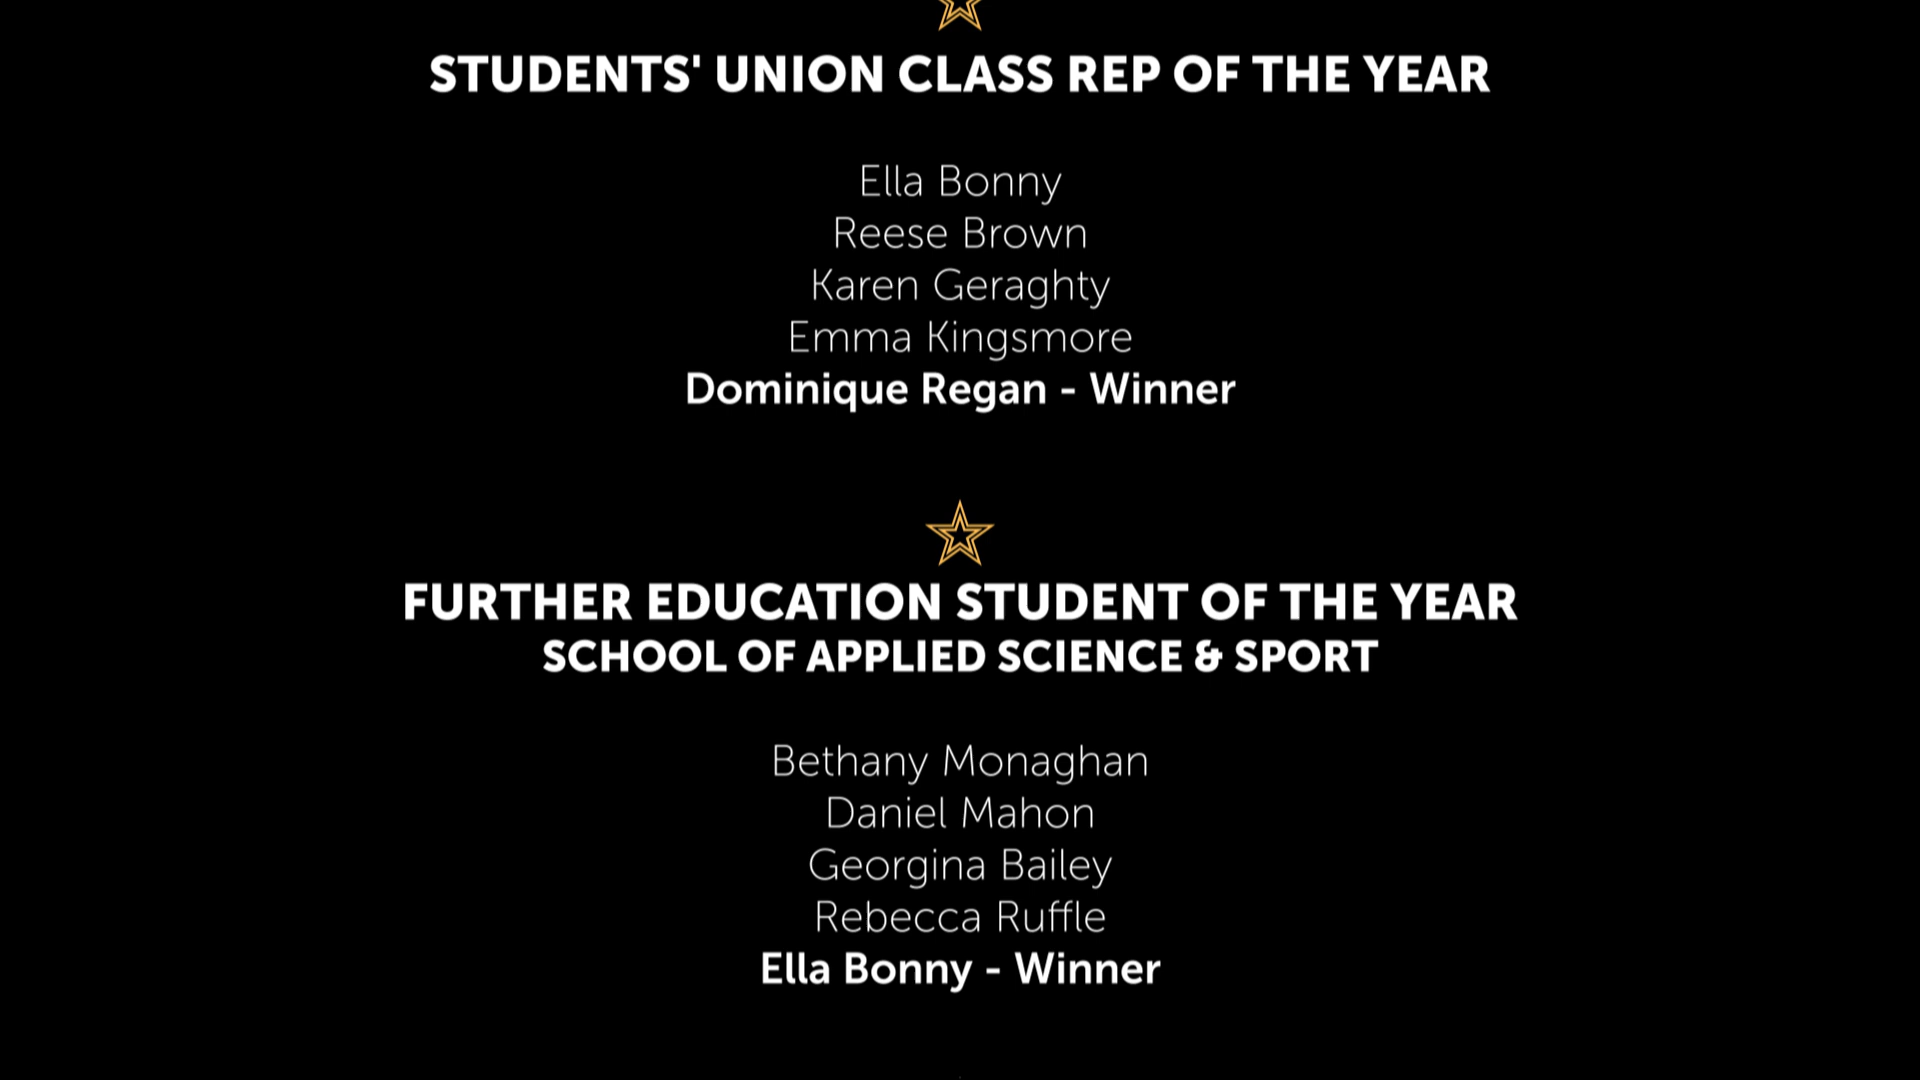 STUDENTS' UNION CLASS REP OF THE YEAR
Ella Bonny
Reese Brown
Karen Geraghty
Emma Kingsmore
Dominique Regan - Winner
FURTHER EDUCATION STUDENT OF THE YEAR
SCHOOL OF APPLIED SCIENCE & SPORT
Bethany Monaghan
Daniel Mahon
Georgina Bailey
Rebecca Ruffle
Ella Bonny - Winner